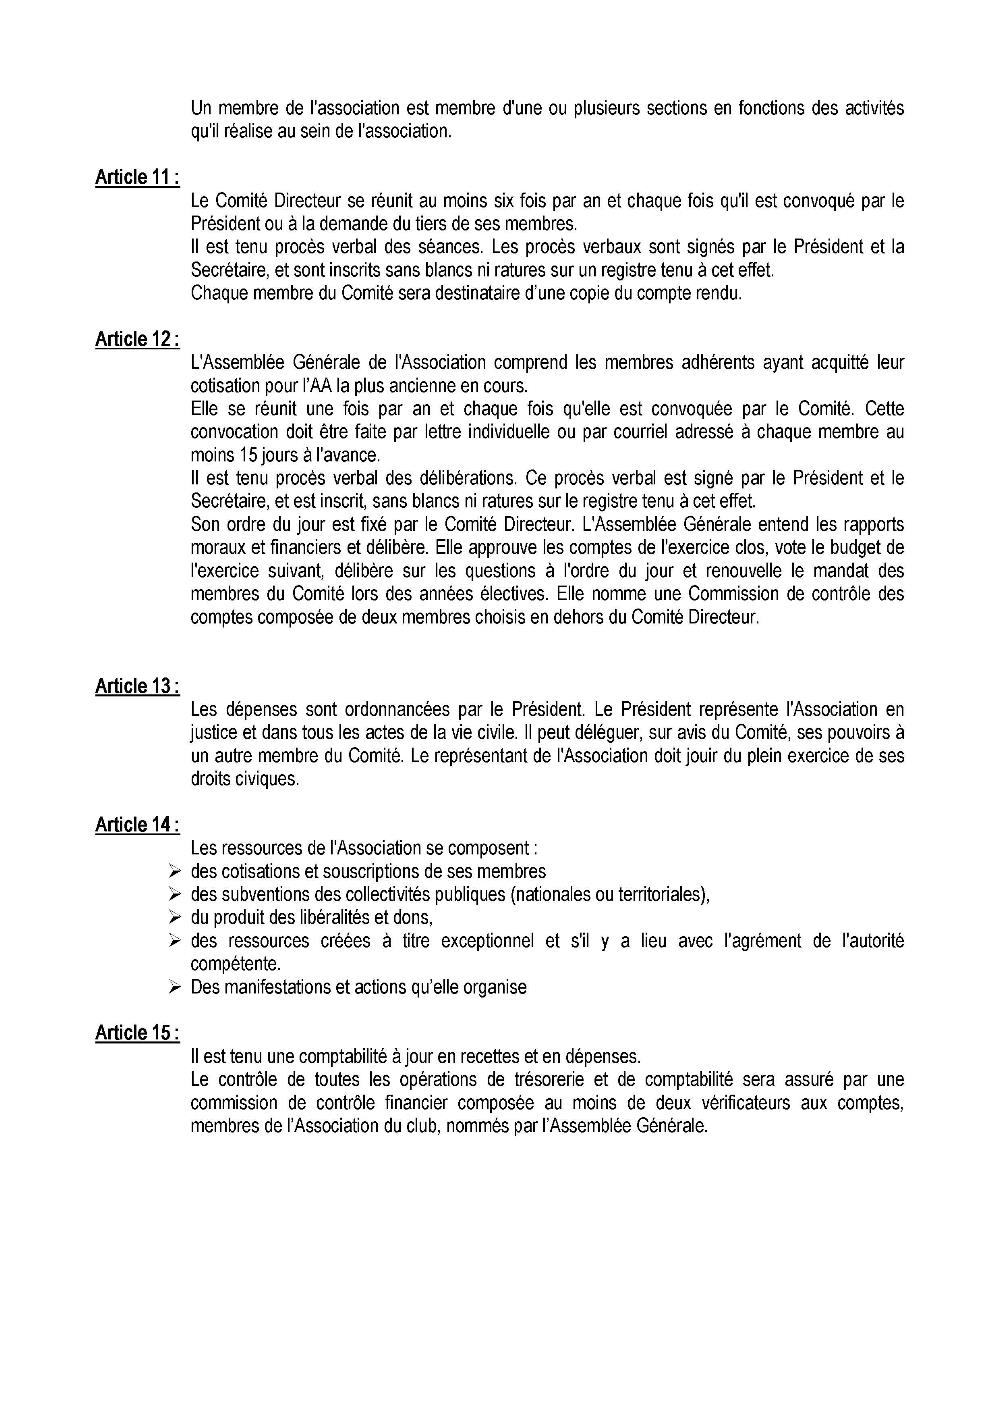 Un membre de l'association est membre d'une ou plusieurs sections en fonctions des activités
qu'il réalise au sein de l'association.
Article 11 :
Le Comité Directeur se réunit au moins six fois par an et chaque fois qu'il est convoqué par le
Président ou à la demande du tiers de ses membres.
Il est tenu procès verbal des séances. Les procès verbaux sont signés par le Président et la
Secrétaire, et sont inscrits sans blancs ni ratures sur un registre tenu à cet effet.
Chaque membre du Comité sera destinataire d’une copie du compte rendu.
Article 12 :
L'Assemblée Générale de l'Association comprend les membres adhérents ayant acquitté leur
cotisation pour l’AA la plus ancienne en cours.
Elle se réunit une fois par an et chaque fois qu'elle est convoquée par le Comité. Cette
convocation doit être faite par lettre individuelle ou par courriel adressé à chaque membre au
moins 15 jours à l'avance.
Il est tenu procès verbal des délibérations. Ce procès verbal est signé par le Président et le
Secrétaire, et est inscrit, sans blancs ni ratures sur le registre tenu à cet effet.
Son ordre du jour est fixé par le Comité Directeur. L'Assemblée Générale entend les rapports
moraux et financiers et délibère. Elle approuve les comptes de l'exercice clos, vote le budget de
l'exercice suivant, délibère sur les questions à l'ordre du jour et renouvelle le mandat des
membres du Comité lors des années électives. Elle nomme une Commission de contrôle des
comptes composée de deux membres choisis en dehors du Comité Directeur.
Article 13 :
Les dépenses sont ordonnancées par le Président. Le Président représente l'Association en
justice et dans tous les actes de la vie civile. Il peut déléguer, sur avis du Comité, ses pouvoirs à
un autre membre du Comité. Le représentant de l'Association doit jouir du plein exercice de ses
droits civiques.
Article 14 :
Les ressources de l'Association se composent :
➢ des cotisations et souscriptions de ses membres
➢ des subventions des collectivités publiques (nationales ou territoriales),
➢ du produit des libéralités et dons,
➢ des ressources créées à titre exceptionnel et s'il y a lieu avec l'agrément de l'autorité
compétente.
➢ Des manifestations et actions qu’elle organise
Article 15 :
Il est tenu une comptabilité à jour en recettes et en dépenses.
Le contrôle de toutes les opérations de trésorerie et de comptabilité sera assuré par une
commission de contrôle financier composée au moins de deux vérificateurs aux comptes,
membres de l’Association du club, nommés par l’Assemblée Générale.